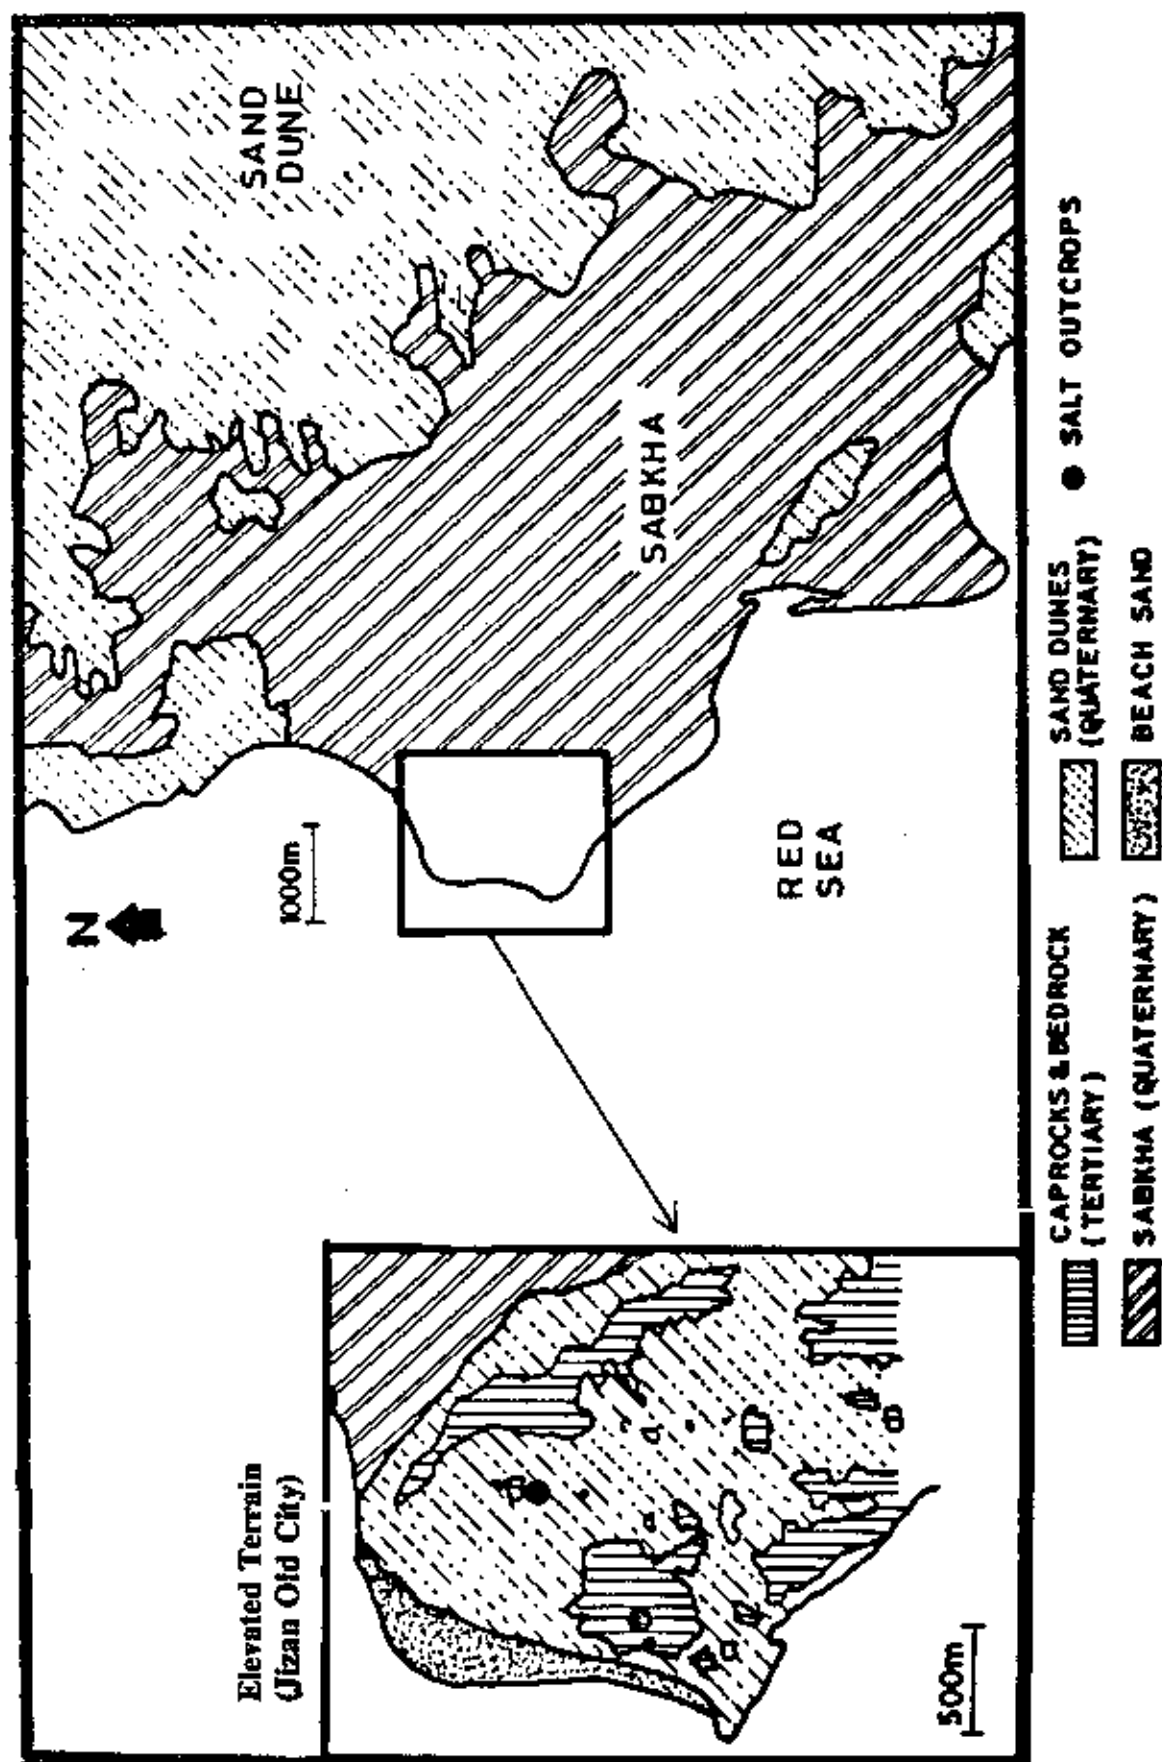 SAND
DUNE
SABKHA
N
1000m
RED
SEA
Elevated Terrain
(Jizan Old City)
500m
CAPROCKS & BEDROCK
(TERTIARY)
SAND DUNES
(QUATERNARY)
SALT OUTCROPS
SABKHA (QUATERNARY)
BEACH SAND